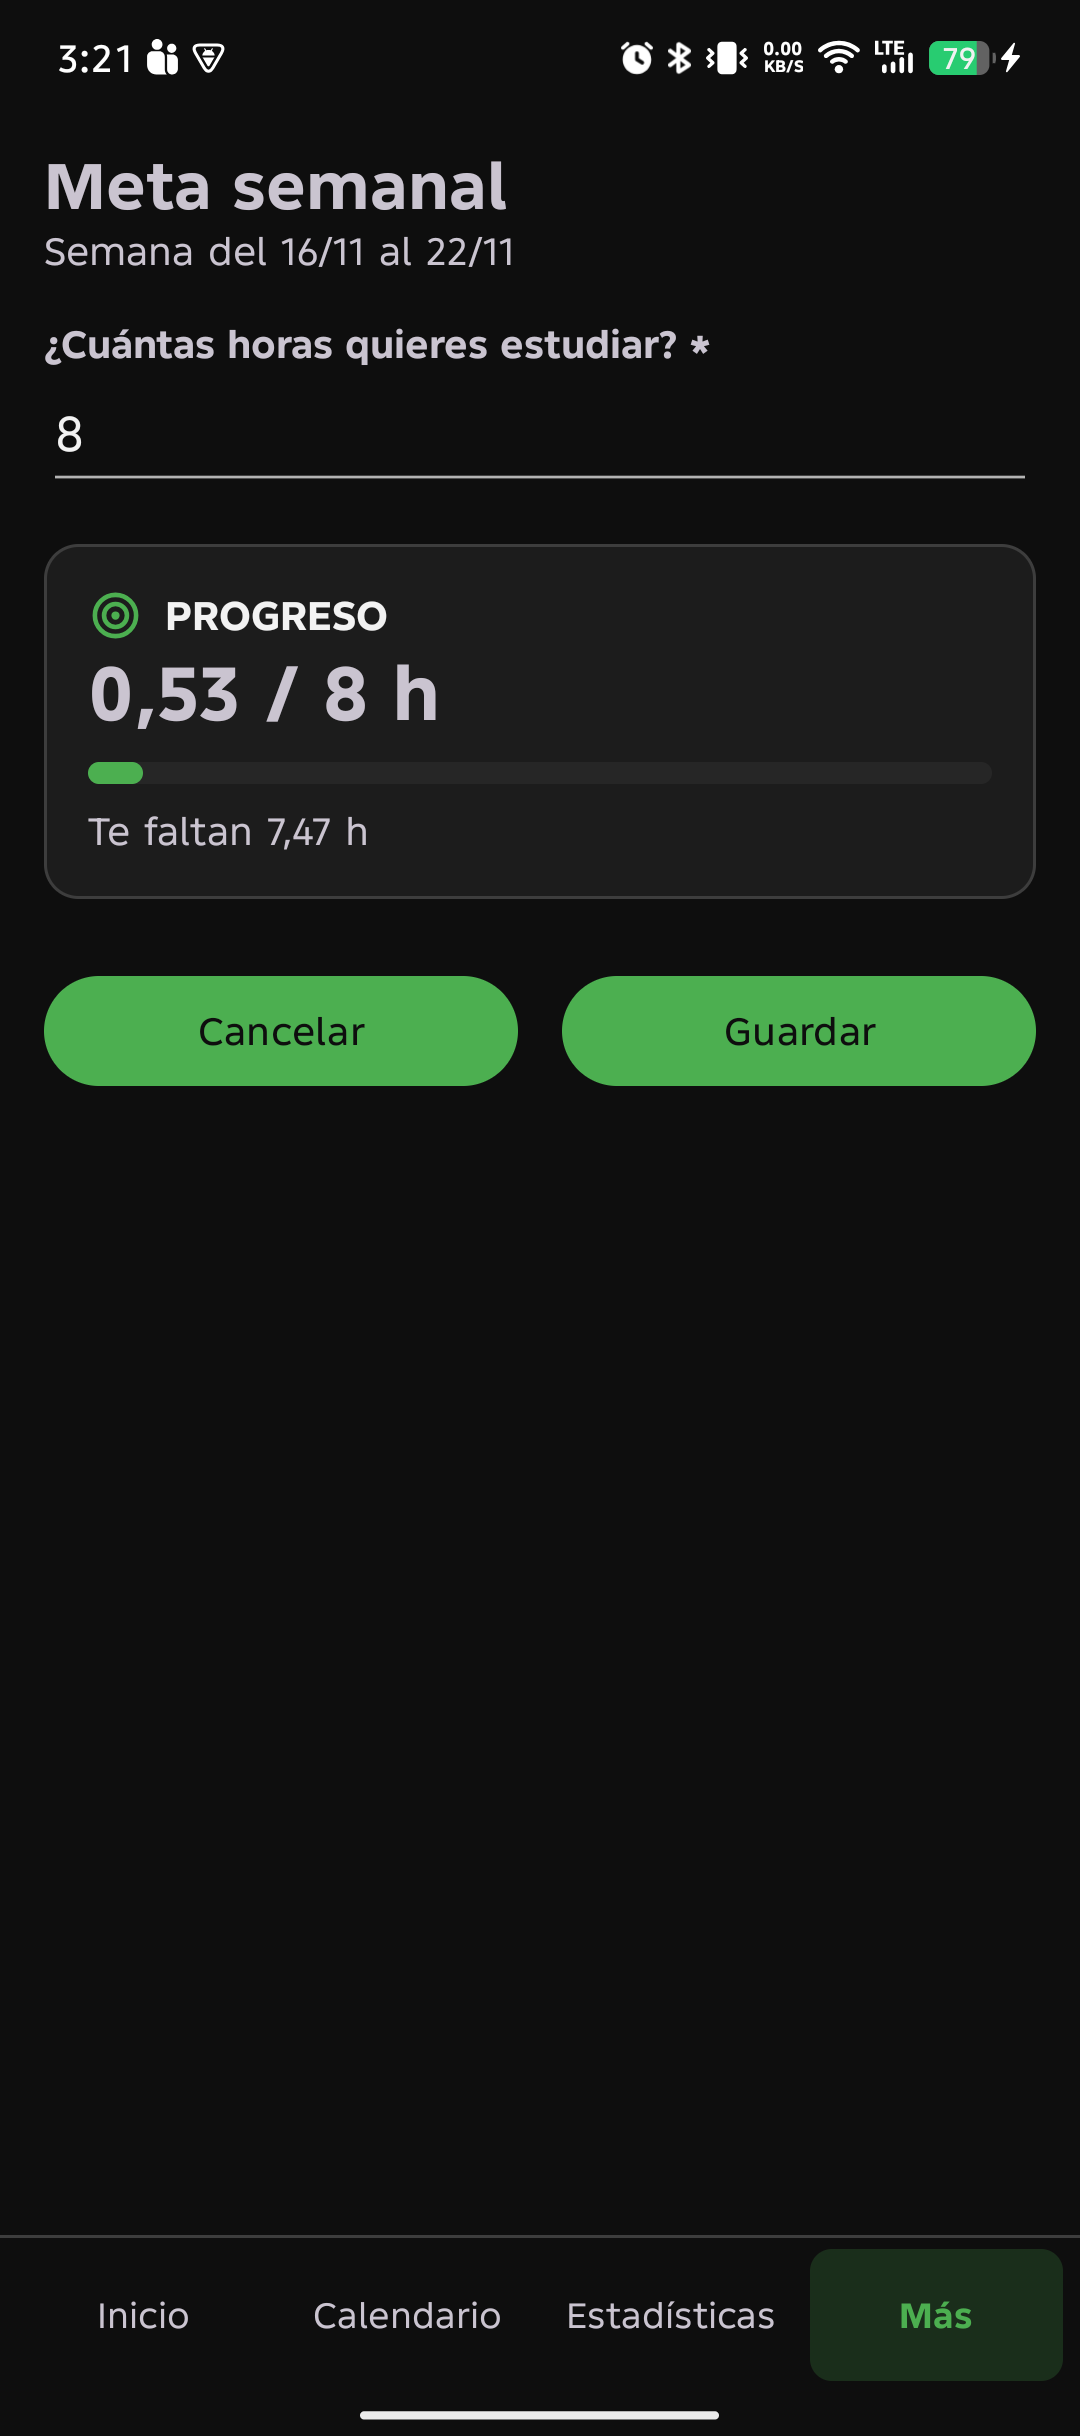 3:21
0.00
KB/S
LTE
79
Meta semanal
Semana del 16/11 al 22/11
¿Cuántas horas quieres estudiar? *
8
PROGRESO
0,53 / 8 h
Te faltan 7,47 h
Cancelar
Guardar
Inicio
Calendario
Estadísticas
Más